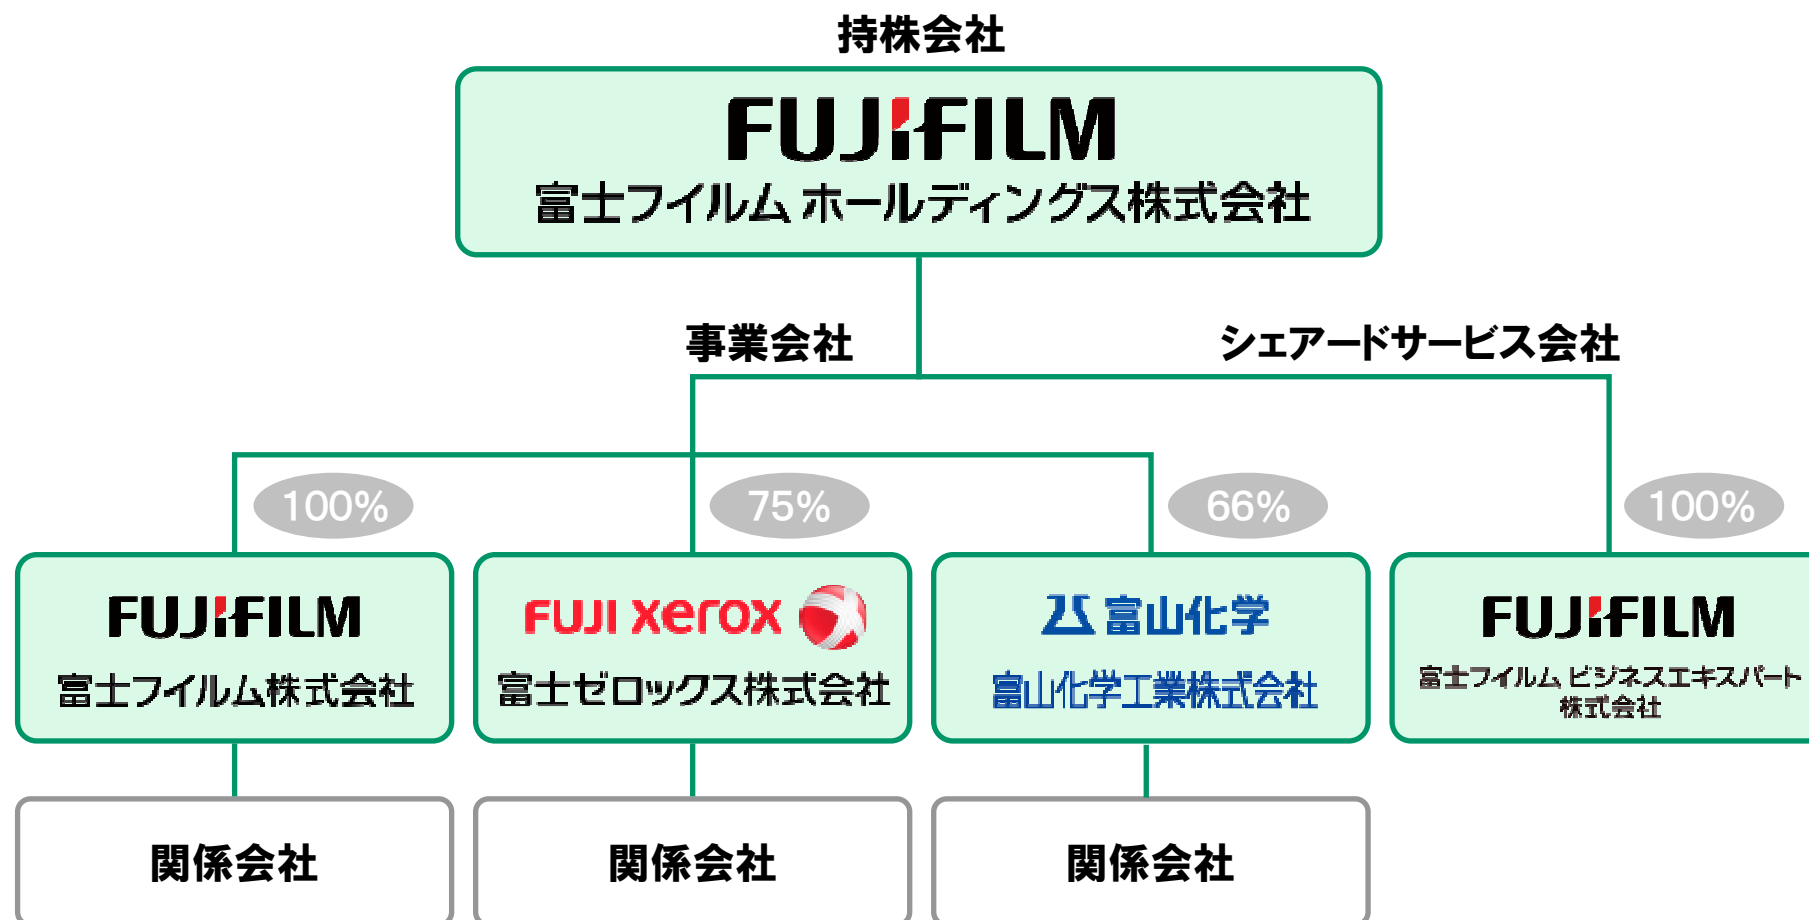 持株会社
FUJIFILM
富士フイルム ホールディングス株式会社
事業会社
シェアードサービス会社
100%
75%
66%
100%
FUJIFILM
富士フイルム株式会社
FUJI xerox
富士ゼロックス株式会社
富山化学
富山化学工業株式会社
FUJIFILM
富士フイルム ビジネスエキスパート
株式会社
関係会社
関係会社
関係会社